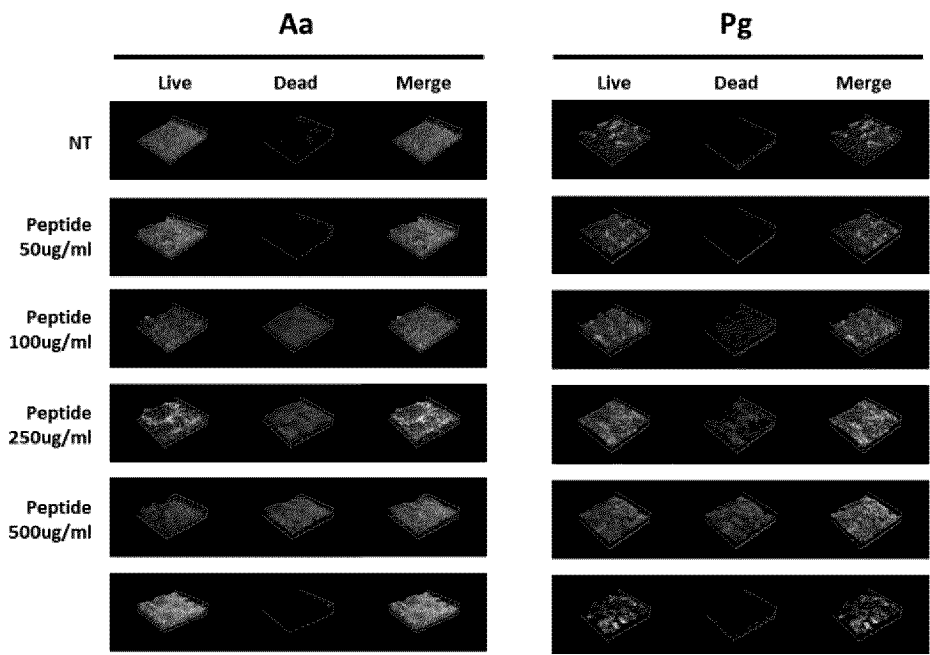 Aa Pg
Live Dead Merge Live Dead Merge
NT
Peptide
50ug/ml
Peptide
100ug/ml
Peptide
250ug/ml
Peptide
500ug/ml